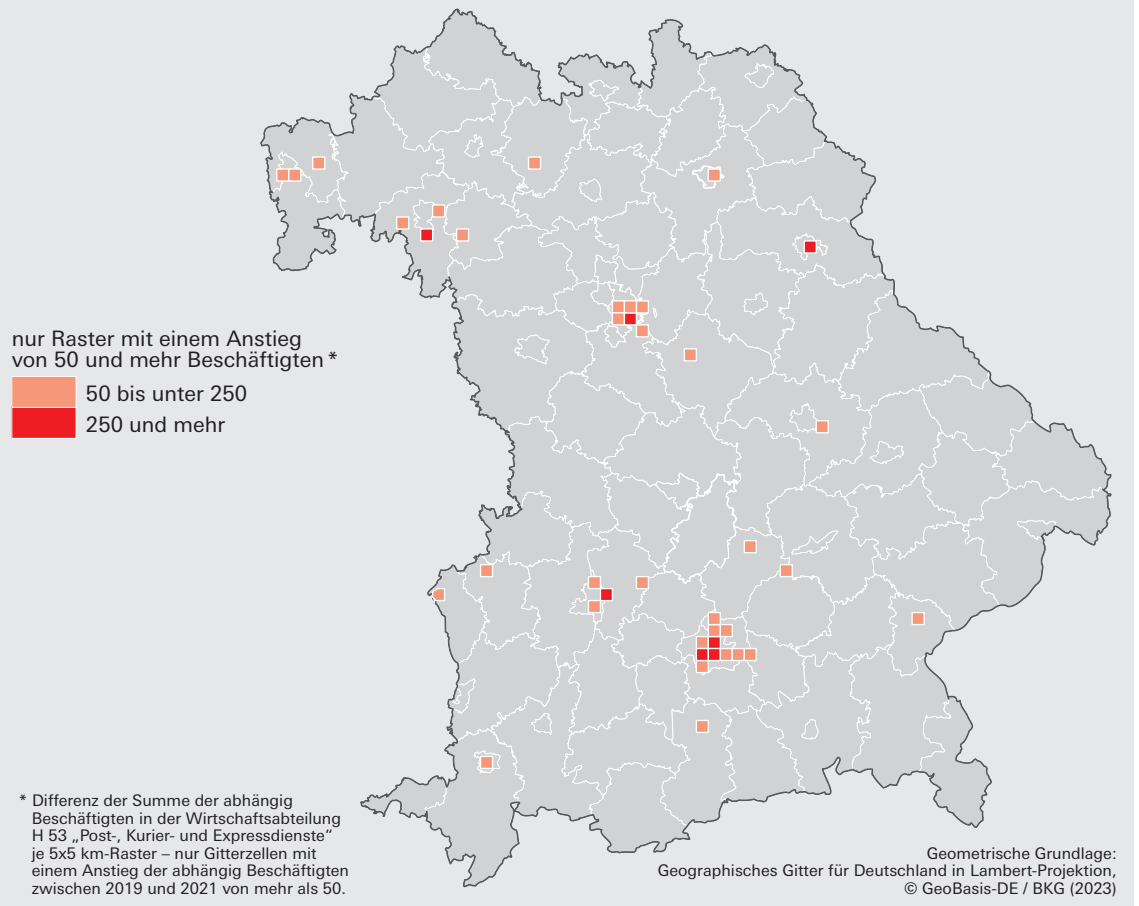 nur Raster mit einem Anstieg
von 50 und mehr Beschäftigten *
50 bis unter 250
250 und mehr
* Differenz der Summe der abhängig
Beschäftigten in der Wirtschaftsabteilung
H 53 „Post-, Kurier- und Expressdienste“
je 5x5 km-Raster – nur Gitterzellen mit
einem Anstieg der abhängig Beschäftigten
zwischen 2019 und 2021 von mehr als 50.
Geometrische Grundlage:
Geographisches Gitter für Deutschland in Lambert-Projektion,
© GeoBasis-DE / BKG (2023)